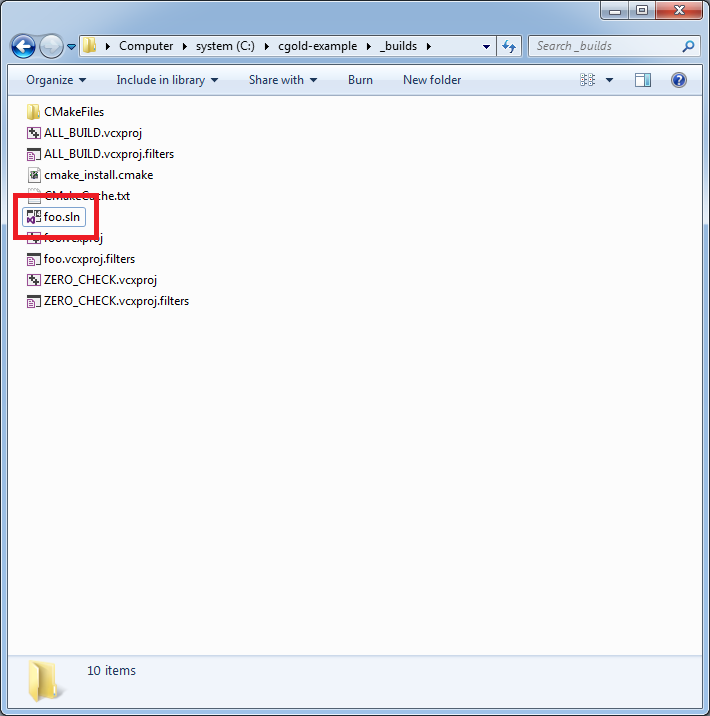 Computer system (C:) cgold-example _builds Search _builds
Organize Include in library Share with Burn New folder
CMakeFiles
ALL_BUILD.vcxproj
ALL_BUILD.vcxproj.filters
cmake_install.cmake
CMakeCache.txt
foo.sln
foo.vcxproj
foo.vcxproj.filters
ZERO_CHECK.vcxproj
ZERO_CHECK.vcxproj.filters
10 items